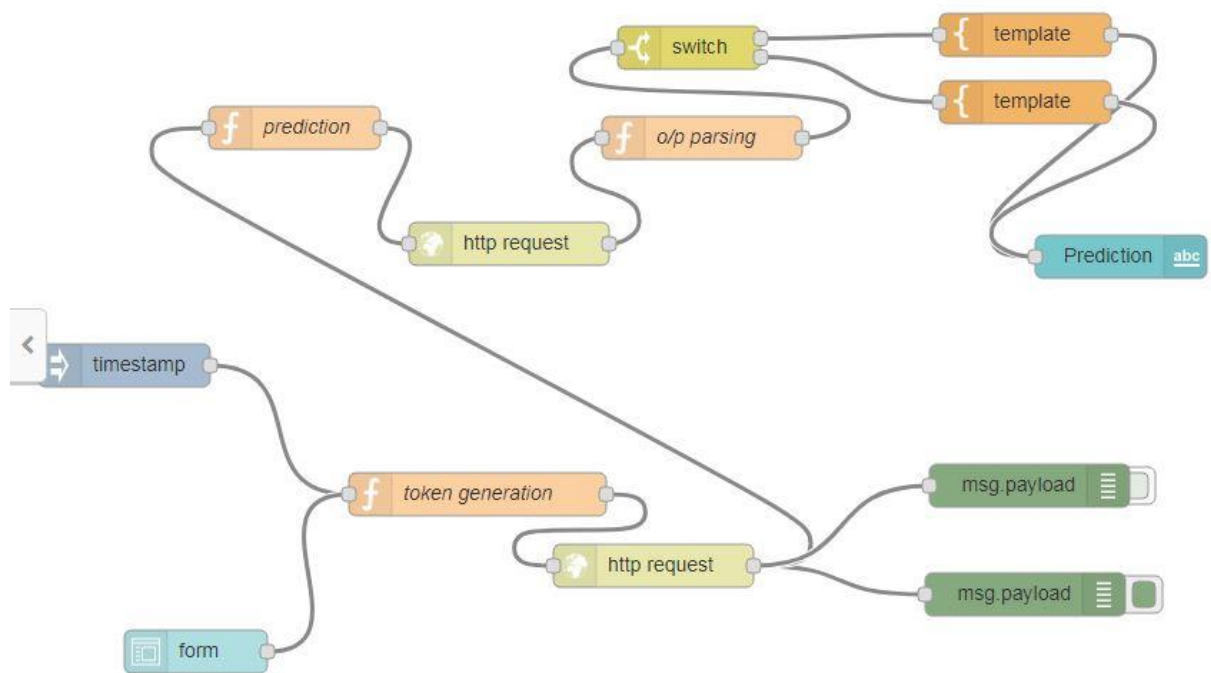 switch
template
template
prediction
o/p parsing
http request
Prediction abc
timestamp
token generation
msg.payload
http request
msg.payload
form